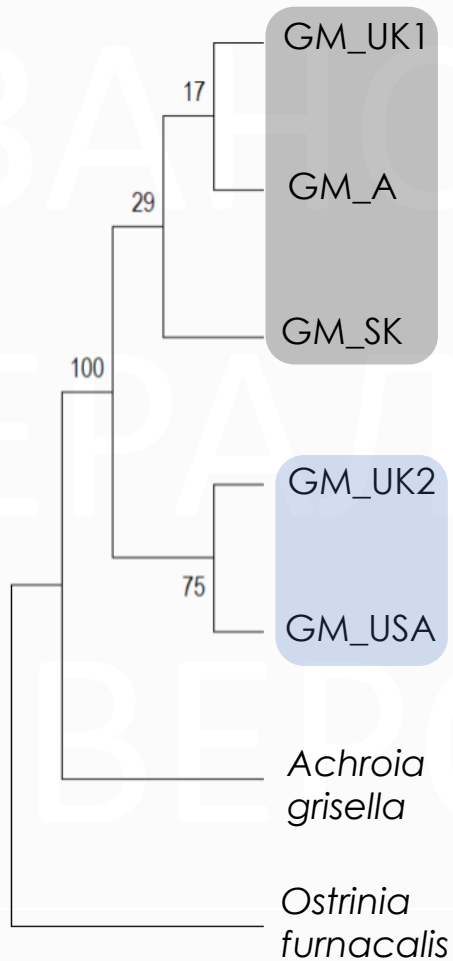 GM_UK1
17
GM_A
29
GM_SK
100
GM_UK2
75
GM_USA
Achroia
grisella
Ostrinia
furnacalis